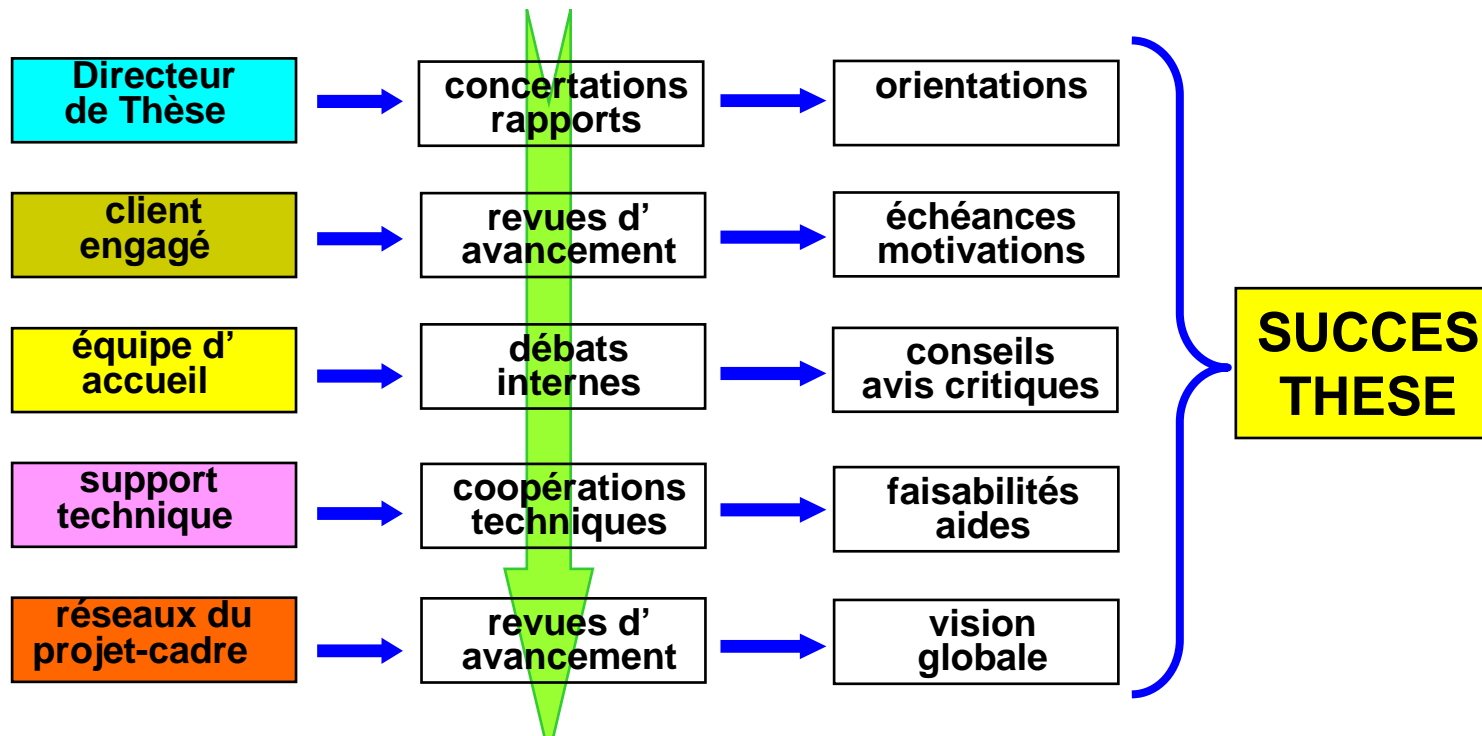 Directeur
de Thèse
concertations
rapports
orientations
client
engagé
revues d'
avancement
échéances
motivations
équipe d'
accueil
débats
internes
conseils
avis critiques
SUCCES
THESE
support
technique
coopérations
techniques
faisabilités
aides
réseaux du
projet-cadre
revues d'
avancement
vision
globale